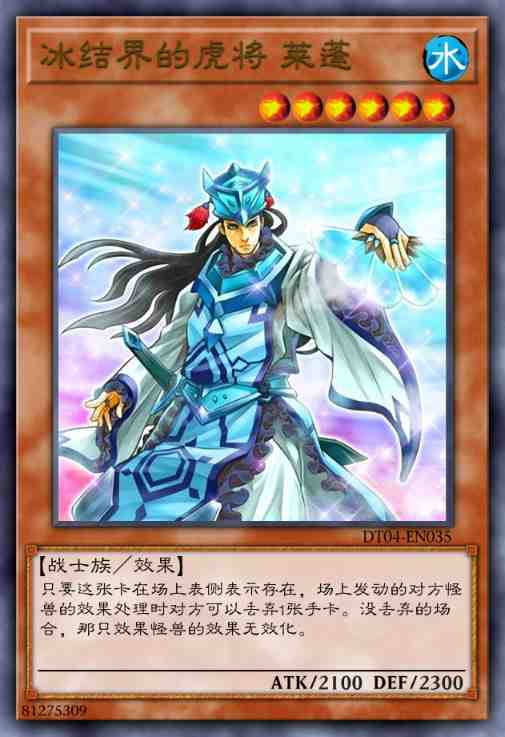 冰结界的虎将 莱蓬
水
DT04-EN035
【战士族／效果】
只要这张卡在场上表侧表示存在，场上发动的对方怪
兽的效果处理时对方可以丢弃1张手卡。没丢弃的场
合，那只效果怪兽的效果无效化。
ATK/2100 DEF/2300
81275309